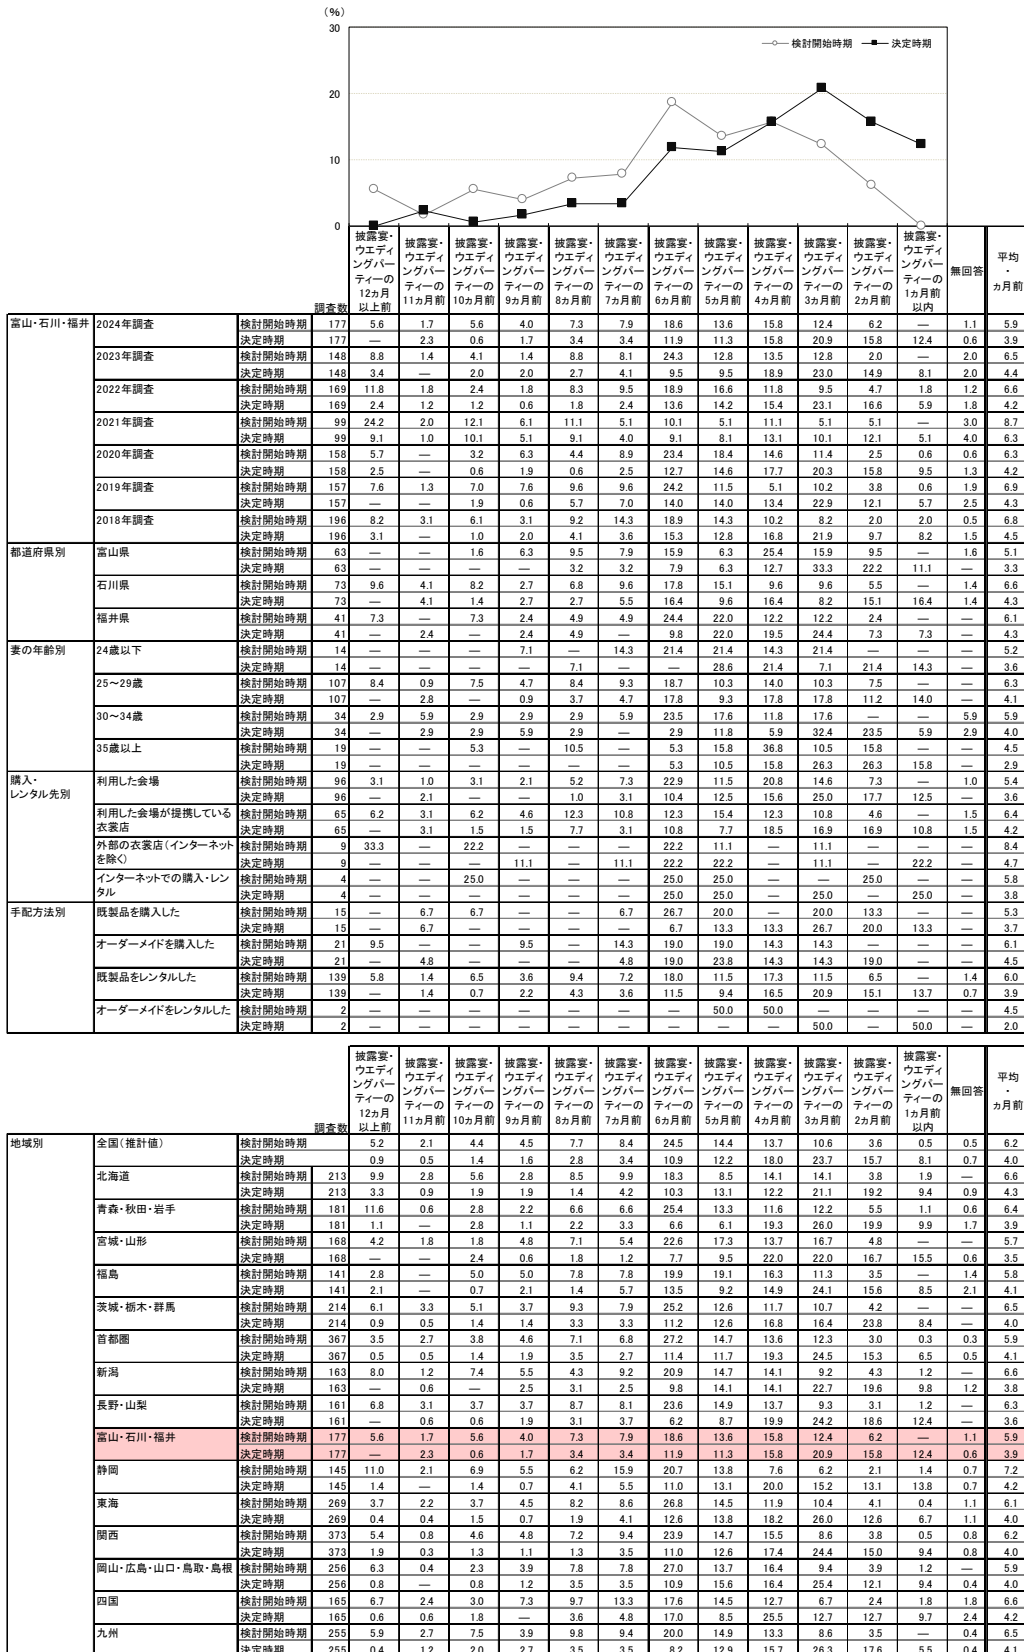 (%)
30
20
10
0
検討開始時期 決定時期
調査数 披露宴・ウエディングパーティーの12ヵ月以上前 披露宴・ウエディングパーティーの11ヵ月前 披露宴・ウエディングパーティーの10ヵ月前 披露宴・ウエディングパーティーの9ヵ月前 披露宴・ウエディングパーティーの8ヵ月前 披露宴・ウエディングパーティーの7ヵ月前 披露宴・ウエディングパーティーの6ヵ月前 披露宴・ウエディングパーティーの5ヵ月前 披露宴・ウエディングパーティーの4ヵ月前 披露宴・ウエディングパーティーの3ヵ月前 披露宴・ウエディングパーティーの2ヵ月前 披露宴・ウエディングパーティーの1ヵ月前以内 無回答 平均・ヵ月前
富山・石川・福井 2024年調査 検討開始時期 177 5.6 1.7 5.6 4.0 7.3 7.9 18.6 13.6 15.8 12.4 6.2 — 1.1 5.9
決定時期 177 — 2.3 0.6 1.7 3.4 3.4 11.9 11.3 15.8 20.9 15.8 12.4 0.6 3.9
2023年調査 検討開始時期 148 8.8 1.4 4.1 1.4 8.8 8.1 24.3 12.8 13.5 12.8 2.0 — 2.0 6.5
決定時期 148 3.4 — 2.0 2.0 2.7 4.1 9.5 9.5 18.9 23.0 14.9 8.1 2.0 4.4
2022年調査 検討開始時期 169 11.8 1.8 2.4 1.8 8.3 9.5 18.9 16.6 11.8 9.5 4.7 1.8 1.2 6.6
決定時期 169 2.4 1.2 1.2 0.6 1.8 2.4 13.6 14.2 15.4 23.1 16.6 5.9 1.8 4.2
2021年調査 検討開始時期 99 24.2 2.0 12.1 6.1 11.1 5.1 10.1 5.1 11.1 5.1 5.1 — 3.0 8.7
決定時期 99 9.1 1.0 10.1 5.1 9.1 4.0 9.1 8.1 13.1 10.1 12.1 5.1 4.0 6.3
2020年調査 検討開始時期 158 5.7 — 3.2 6.3 4.4 8.9 23.4 18.4 14.6 11.4 2.5 0.6 0.6 6.3
決定時期 158 2.5 — 0.6 1.9 0.6 2.5 12.7 14.6 17.7 20.3 15.8 9.5 1.3 4.2
2019年調査 検討開始時期 157 7.6 1.3 7.0 7.6 9.6 9.6 24.2 11.5 5.1 10.2 3.8 0.6 1.9 6.9
決定時期 157 — — 1.9 0.6 5.7 7.0 14.0 14.0 13.4 22.9 12.1 5.7 2.5 4.3
2018年調査 検討開始時期 196 8.2 3.1 6.1 3.1 9.2 14.3 18.9 14.3 10.2 8.2 2.0 2.0 0.5 6.8
決定時期 196 3.1 — 1.0 2.0 4.1 3.6 15.3 12.8 16.8 21.9 9.7 8.2 1.5 4.5
都道府県別 富山県 検討開始時期 63 — — 1.6 6.3 9.5 7.9 15.9 6.3 25.4 15.9 9.5 — 1.6 5.1
決定時期 63 — — — — 3.2 3.2 7.9 6.3 12.7 33.3 22.2 11.1 — 3.3
石川県 検討開始時期 73 9.6 4.1 8.2 2.7 6.8 9.6 17.8 15.1 9.6 9.6 5.5 — 1.4 6.6
決定時期 73 — 4.1 1.4 2.7 2.7 5.5 16.4 9.6 16.4 8.2 15.1 16.4 1.4 4.3
福井県 検討開始時期 41 7.3 — 7.3 2.4 4.9 4.9 24.4 22.0 12.2 12.2 2.4 — — 6.1
決定時期 41 — 2.4 — 2.4 4.9 — 9.8 22.0 19.5 24.4 7.3 7.3 — 4.3
妻の年齢別 24歳以下 検討開始時期 14 — — — 7.1 — 14.3 21.4 21.4 14.3 21.4 — — — 5.2
決定時期 14 — — — — 7.1 — — 28.6 21.4 7.1 21.4 14.3 — 3.6
25～29歳 検討開始時期 107 8.4 0.9 7.5 4.7 8.4 9.3 18.7 10.3 14.0 10.3 7.5 — — 6.3
決定時期 107 — 2.8 — 0.9 3.7 4.7 17.8 9.3 17.8 17.8 11.2 14.0 — 4.1
30～34歳 検討開始時期 34 2.9 5.9 2.9 2.9 2.9 5.9 23.5 17.6 11.8 17.6 — — 5.9 5.9
決定時期 34 — 2.9 2.9 5.9 2.9 — 2.9 11.8 5.9 32.4 23.5 5.9 2.9 4.0
35歳以上 検討開始時期 19 — — 5.3 — 10.5 — 5.3 15.8 36.8 10.5 15.8 — — 4.5
決定時期 19 — — — — — — 5.3 10.5 15.8 26.3 26.3 15.8 — 2.9
購入・レンタル先別 利用した会場 検討開始時期 96 3.1 1.0 3.1 2.1 5.2 7.3 22.9 11.5 20.8 14.6 7.3 — 1.0 5.4
決定時期 96 — 2.1 — — 1.0 3.1 10.4 12.5 15.6 25.0 17.7 12.5 — 3.6
利用した会場が提携している衣裳店 検討開始時期 65 6.2 3.1 6.2 4.6 12.3 10.8 12.3 15.4 12.3 10.8 4.6 — 1.5 6.4
決定時期 65 — 3.1 1.5 1.5 7.7 3.1 10.8 7.7 18.5 16.9 16.9 10.8 1.5 4.2
外部の衣裳店(インターネットを除く) 検討開始時期 9 33.3 — 22.2 — — — 22.2 11.1 — 11.1 — — — 8.4
決定時期 9 — — — 11.1 — 11.1 22.2 22.2 — 11.1 — 22.2 — 4.7
インターネットでの購入・レンタル 検討開始時期 4 — — 25.0 — — — 25.0 25.0 — — 25.0 — — 5.8
決定時期 4 — — — — — — 25.0 25.0 — 25.0 — 25.0 — 3.8
手配方法別 既製品を購入した 検討開始時期 15 — 6.7 6.7 — — 6.7 26.7 20.0 — 20.0 13.3 — — 5.3
決定時期 15 — 6.7 — — — — 6.7 13.3 13.3 26.7 20.0 13.3 — 3.7
オーダーメイドを購入した 検討開始時期 21 9.5 — — 9.5 — 14.3 19.0 19.0 14.3 14.3 — — — 6.1
決定時期 21 — 4.8 — — — 4.8 19.0 23.8 14.3 14.3 19.0 — — 4.5
既製品をレンタルした 検討開始時期 139 5.8 1.4 6.5 3.6 9.4 7.2 18.0 11.5 17.3 11.5 6.5 — 1.4 6.0
決定時期 139 — 1.4 0.7 2.2 4.3 3.6 11.5 9.4 16.5 20.9 15.1 13.7 0.7 3.9
オーダーメイドをレンタルした 検討開始時期 2 — — — — — — — 50.0 50.0 — — — — 4.5
決定時期 2 — — — — — — — — — 50.0 — 50.0 — 2.0
調査数 披露宴・ウエディングパーティーの12ヵ月以上前 披露宴・ウエディングパーティーの11ヵ月前 披露宴・ウエディングパーティーの10ヵ月前 披露宴・ウエディングパーティーの9ヵ月前 披露宴・ウエディングパーティーの8ヵ月前 披露宴・ウエディングパーティーの7ヵ月前 披露宴・ウエディングパーティーの6ヵ月前 披露宴・ウエディングパーティーの5ヵ月前 披露宴・ウエディングパーティーの4ヵ月前 披露宴・ウエディングパーティーの3ヵ月前 披露宴・ウエディングパーティーの2ヵ月前 披露宴・ウエディングパーティーの1ヵ月前以内 無回答 平均・ヵ月前
地域別 全国(推計値) 検討開始時期 5.2 2.1 4.4 4.5 7.7 8.4 24.5 14.4 13.7 10.6 3.6 0.5 0.5 6.2
決定時期 0.9 0.5 1.4 1.6 2.8 3.4 10.9 12.2 18.0 23.7 15.7 8.1 0.7 4.0
北海道 検討開始時期 213 9.9 2.8 5.6 2.8 8.5 9.9 18.3 8.5 14.1 14.1 3.8 1.9 — 6.6
決定時期 213 3.3 0.9 1.9 1.9 1.4 4.2 10.3 13.1 12.2 21.1 19.2 9.4 0.9 4.3
青森・秋田・岩手 検討開始時期 181 11.6 0.6 2.8 2.2 6.6 6.6 25.4 13.3 11.6 12.2 5.5 1.1 0.6 6.4
決定時期 181 1.1 — 2.8 1.1 2.2 3.3 6.6 6.1 19.3 26.0 19.9 9.9 1.7 3.9
宮城・山形 検討開始時期 168 4.2 1.8 1.8 4.8 7.1 5.4 22.6 17.3 13.7 16.7 4.8 — — 5.7
決定時期 168 — — 2.4 0.6 1.8 1.2 7.7 9.5 22.0 22.0 16.7 15.5 0.6 3.5
福島 検討開始時期 141 2.8 — 5.0 5.0 7.8 7.8 19.9 19.1 16.3 11.3 3.5 — 1.4 5.8
決定時期 141 2.1 — 0.7 2.1 1.4 5.7 13.5 9.2 14.9 24.1 15.6 8.5 2.1 4.1
茨城・栃木・群馬 検討開始時期 214 6.1 3.3 5.1 3.7 9.3 7.9 25.2 12.6 11.7 10.7 4.2 — — 6.5
決定時期 214 0.9 0.5 1.4 1.4 3.3 3.3 11.2 12.6 16.8 16.4 23.8 8.4 — 4.0
首都圏 検討開始時期 367 3.5 2.7 3.8 4.6 7.1 6.8 27.2 14.7 13.6 12.3 3.0 0.3 0.3 5.9
決定時期 367 0.5 0.5 1.4 1.9 3.5 2.7 11.4 11.7 19.3 24.5 15.3 6.5 0.5 4.1
新潟 検討開始時期 163 8.0 1.2 7.4 5.5 4.3 9.2 20.9 14.7 14.1 9.2 4.3 1.2 — 6.6
決定時期 163 — 0.6 — 2.5 3.1 2.5 9.8 14.1 14.1 22.7 19.6 9.8 1.2 3.8
長野・山梨 検討開始時期 161 6.8 3.1 3.7 3.7 8.7 8.1 23.6 14.9 13.7 9.3 3.1 1.2 — 6.3
決定時期 161 — 0.6 0.6 1.9 3.1 3.7 6.2 8.7 19.9 24.2 18.6 12.4 — 3.6
富山・石川・福井 検討開始時期 177 5.6 1.7 5.6 4.0 7.3 7.9 18.6 13.6 15.8 12.4 6.2 — 1.1 5.9
決定時期 177 — 2.3 0.6 1.7 3.4 3.4 11.9 11.3 15.8 20.9 15.8 12.4 0.6 3.9
静岡 検討開始時期 145 11.0 2.1 6.9 5.5 6.2 15.9 20.7 13.8 7.6 6.2 2.1 1.4 0.7 7.2
決定時期 145 1.4 — 1.4 0.7 4.1 5.5 11.0 13.1 20.0 15.2 13.1 13.8 0.7 4.2
東海 検討開始時期 269 3.7 2.2 3.7 4.5 8.2 8.6 26.8 14.5 11.9 10.4 4.1 0.4 1.1 6.1
決定時期 269 0.4 0.4 1.5 0.7 1.9 4.1 12.6 13.8 18.2 26.0 12.6 6.7 1.1 4.0
関西 検討開始時期 373 5.4 0.8 4.6 4.8 7.2 9.4 23.9 14.7 15.5 8.6 3.8 0.5 0.8 6.2
決定時期 373 1.9 0.3 1.3 1.1 1.3 3.5 11.0 12.6 17.4 24.4 15.0 9.4 0.8 4.0
岡山・広島・山口・鳥取・島根 検討開始時期 256 6.3 0.4 2.3 3.9 7.8 7.8 27.0 13.7 16.4 9.4 3.9 1.2 — 5.9
決定時期 256 0.8 — 0.8 1.2 3.5 3.5 10.9 15.6 16.4 25.4 12.1 9.4 0.4 4.0
四国 検討開始時期 165 6.7 2.4 3.0 7.3 9.7 13.3 17.6 14.5 12.7 6.7 2.4 1.8 1.8 6.6
決定時期 165 0.6 0.6 1.8 — 3.6 4.8 17.0 8.5 25.5 12.7 12.7 9.7 2.4 4.2
九州 検討開始時期 255 5.9 2.7 7.5 3.9 9.8 9.4 20.0 14.9 13.3 8.6 3.5 — 0.4 6.5
決定時期 255 0.4 1.2 2.0 2.7 3.5 3.5 8.2 12.9 15.7 26.3 17.6 5.5 0.4 4.1